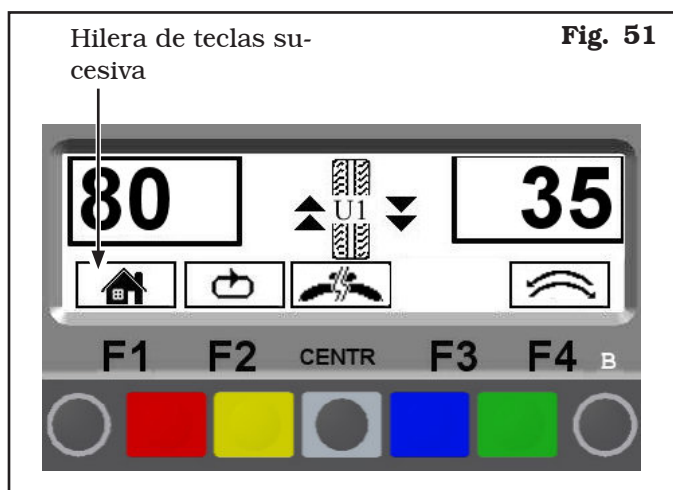 Hilera de teclas su-
cesiva
Fig. 51
80
U1
35
F1 F2 CENTR F3 F4 B